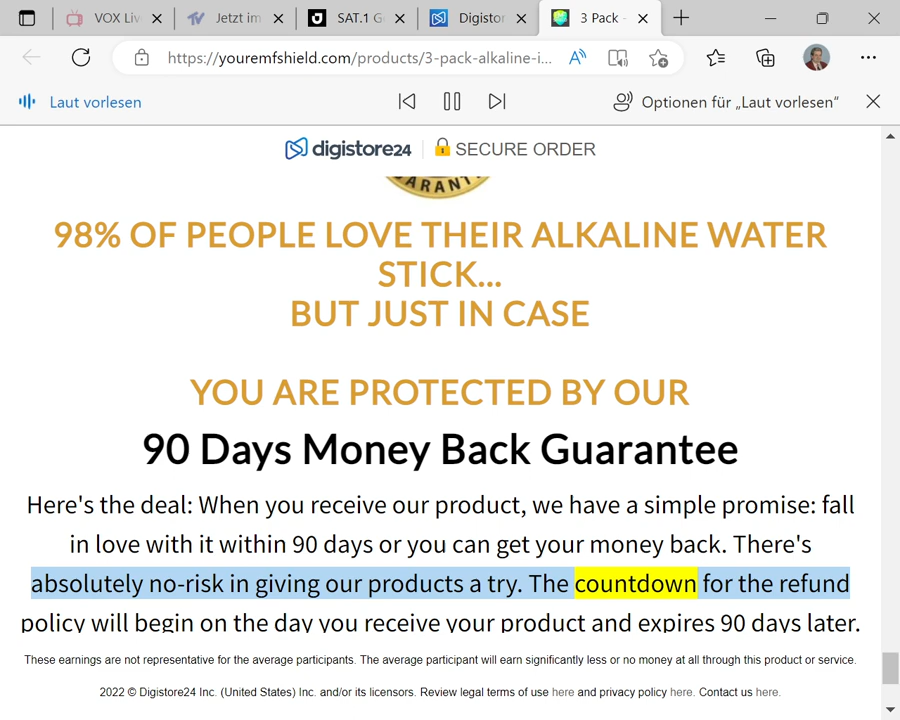 VOX Liv
Jetzt im
SAT.1 G
Digistor
3 Pack -
https://youremfshield.com/products/3-pack-alkaline-i...
Laut vorlesen
Optionen für „Laut vorlesen"
digistore24
SECURE ORDER
ARANT
98% OF PEOPLE LOVE THEIR ALKALINE WATER
STICK...
BUT JUST IN CASE
YOU ARE PROTECTED BY OUR
90 Days Money Back Guarantee
Here's the deal: When you receive our product, we have a simple promise: fall
in love with it within 90 days or you can get your money back. There's
absolutely no-risk in giving our products a try. The countdown for the refund
policy will begin on the day you receive your product and expires 90 days later.
These earnings are not representative for the average participants. The average participant will earn significantly less or no money at all through this product or service.
2022 © Digistore24 Inc. (United States) Inc. and/or its licensors. Review legal terms of use here and privacy policy here. Contact us here.